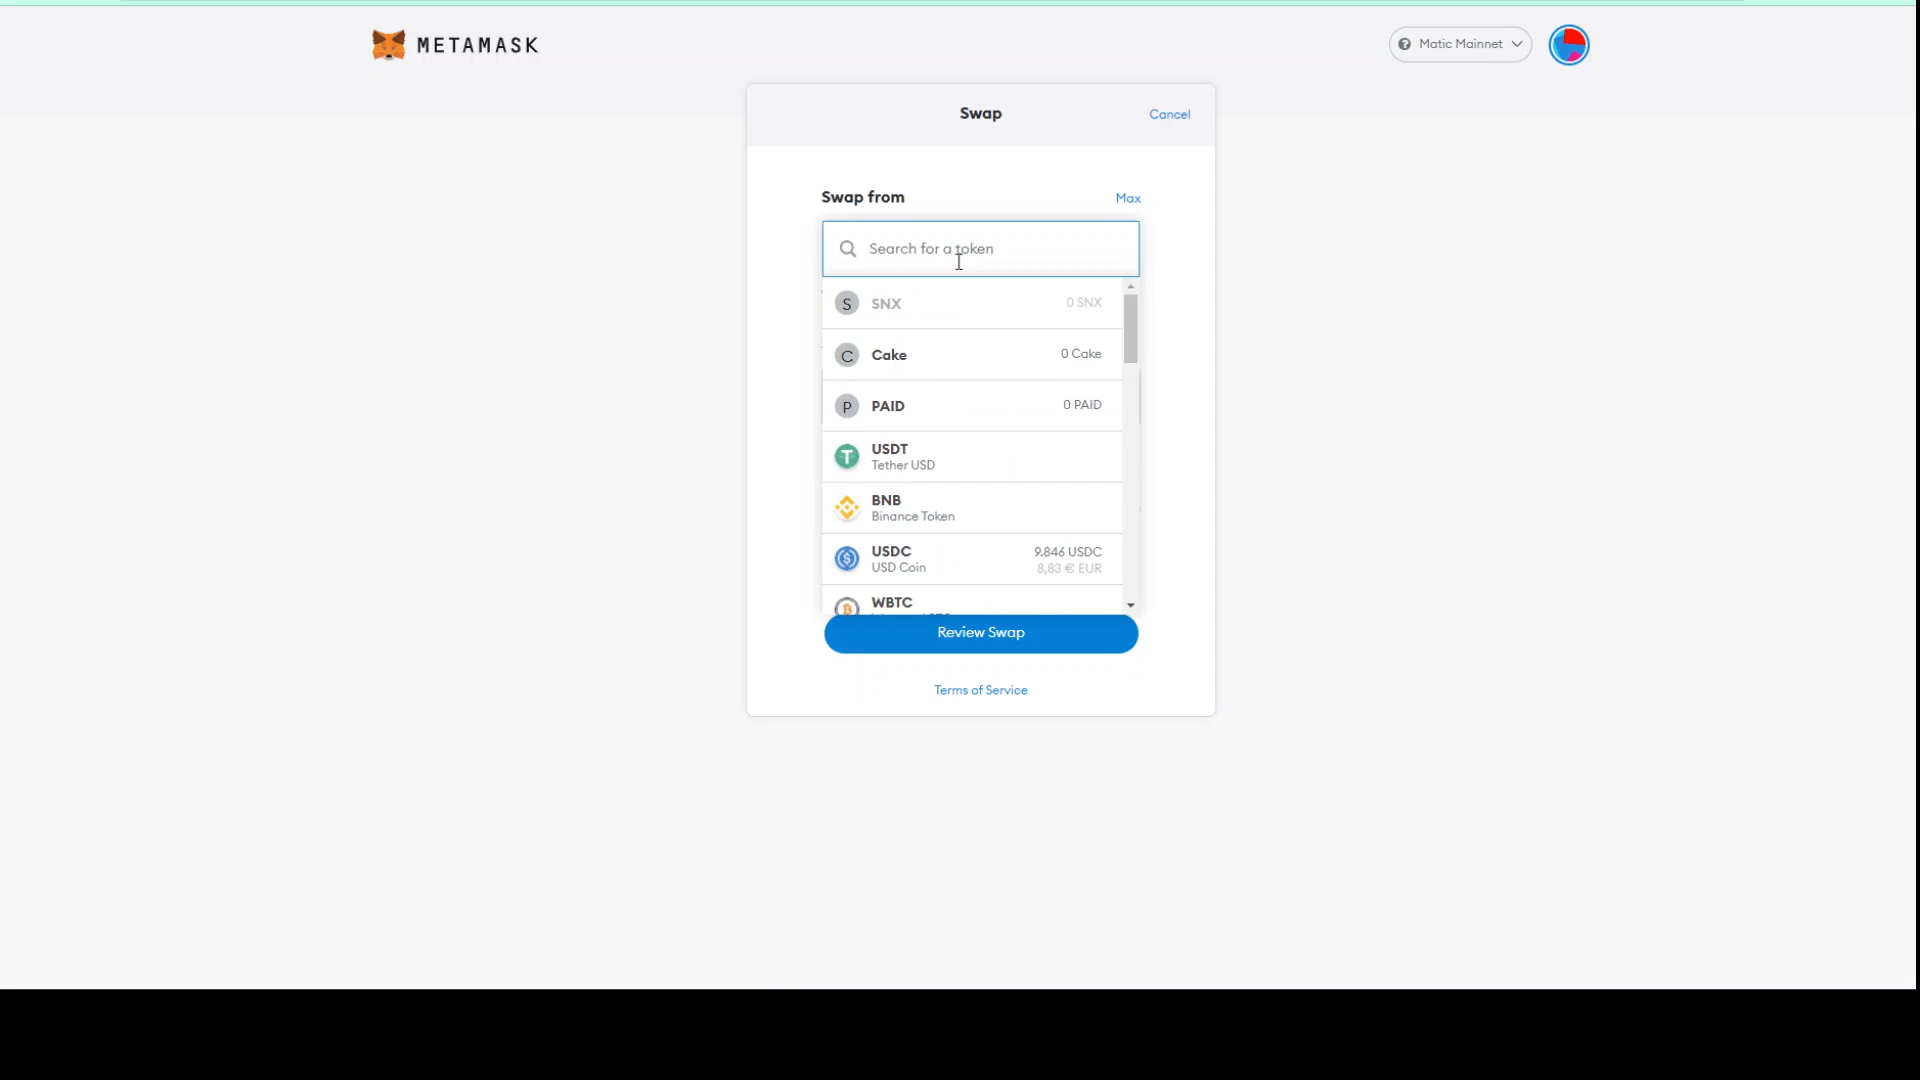 METAMASK
Matic Mainnet
Swap
Cancel
Swap from
Max
Search for a token
S SNX 0 SNX
C Cake 0 Cake
P PAID 0 PAID
USDT
Tether USD
BNB
Binance Token
USDC 9.846 USDC
USD Coin 8,83 € EUR
WBTC
Review Swap
Terms of Service